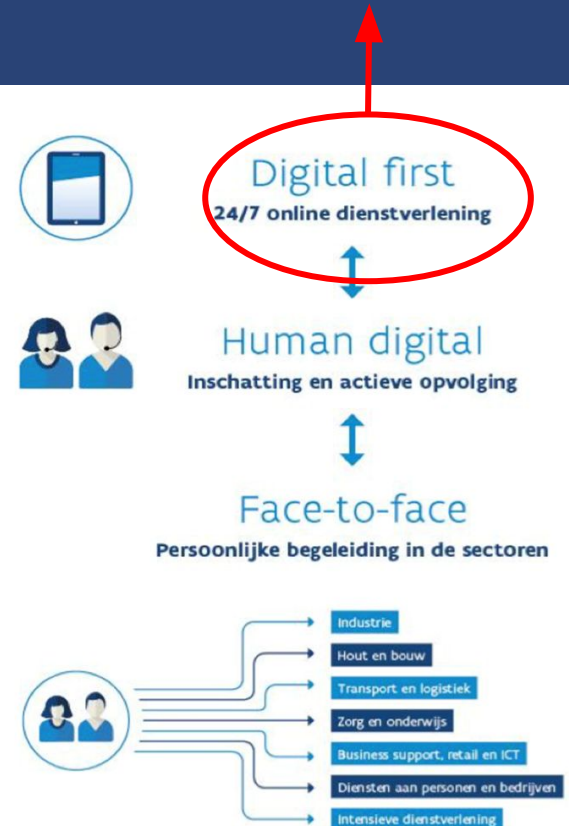 Digital first
24/7 online dienstverlening
Human digital
Inschatting en actieve opvolging
Face-to-face
Persoonlijke begeleiding in de sectoren
Industrie
Hout en bouw
Transport en logistiek
Zorg en onderwijs
Business support, retail en ICT
Diensten aan personen en bedrijven
Intensieve dienstverlening